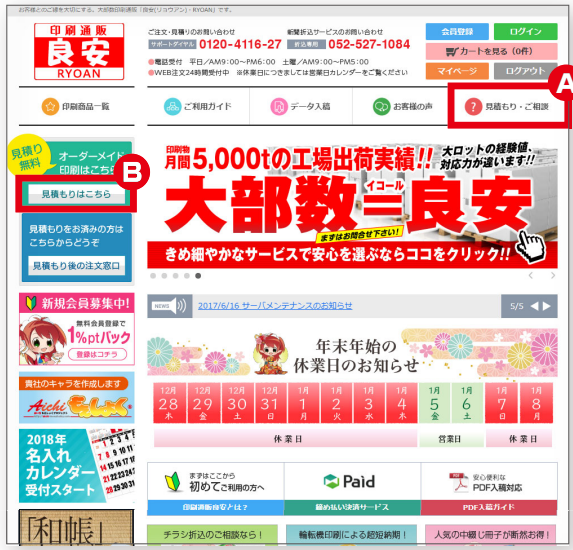 お客様とのご縁を大切にする。大部数印刷通販「良安(リョウアン)・RYOAN」です。
印刷通販
良安
RYOAN
ご注文・見積りのお問い合わせ
サポートダイヤル 0120-4116-27
新聞折込サービスのお問い合わせ
折込専用 052-527-1084
●電話受付 平日/AM9:00~PM6:00 土曜/AM9:00~PM5:00
●WEB注文24時間受付中 ※休業日につきましては営業日カレンダーをご覧ください
会員登録
ログイン
カートを見る (0件)
マイページ
ログアウト
A
印刷商品一覧
ご利用ガイド
データ入稿
お客様の声
? 見積もり・ご相談
見積り
無料
オーダーメイド
印刷はこちら
B
見積もりはこちら
見積もりをお済みの方は
こちらからどうぞ
見積もり後の注文窓口
印刷物
月間5,000tの工場出荷実績!!
大ロットの経験値、
対応力が違います!!
大部数=良安
イコール
まずはお問合せ下さい!
きめ細やかなサービスで安心を選ぶならココをクリック!!
新規会員募集中!
無料会員登録で
1%ptバック
登録はコチラ
NEWS
2017/6/16 サーバメンテナンスのお知らせ
5/5
年末年始の
休業日のお知らせ
12月 12月 12月 12月 1月 1月 1月 1月 1月 1月 1月 1月
28 29 30 31 1 2 3 4 5 6 7 8
木 金 土 日 月 火 水 木 金 土 日 月
休業日
営業日
休業日
貴社のキャラを作成します
Aichi
2018年
名入れ
カレンダー
受付スタート
まずはここから
初めてご利用の方へ
印刷通販良安とは?
Paid
締め払い決済サービス
PDF
安心便利な
PDF入稿対応
PDF入稿ガイド
「和帳」
チラシ折込のご相談なら!
輪転機印刷による超短納期!
人気の中綴じ冊子が断然お得!